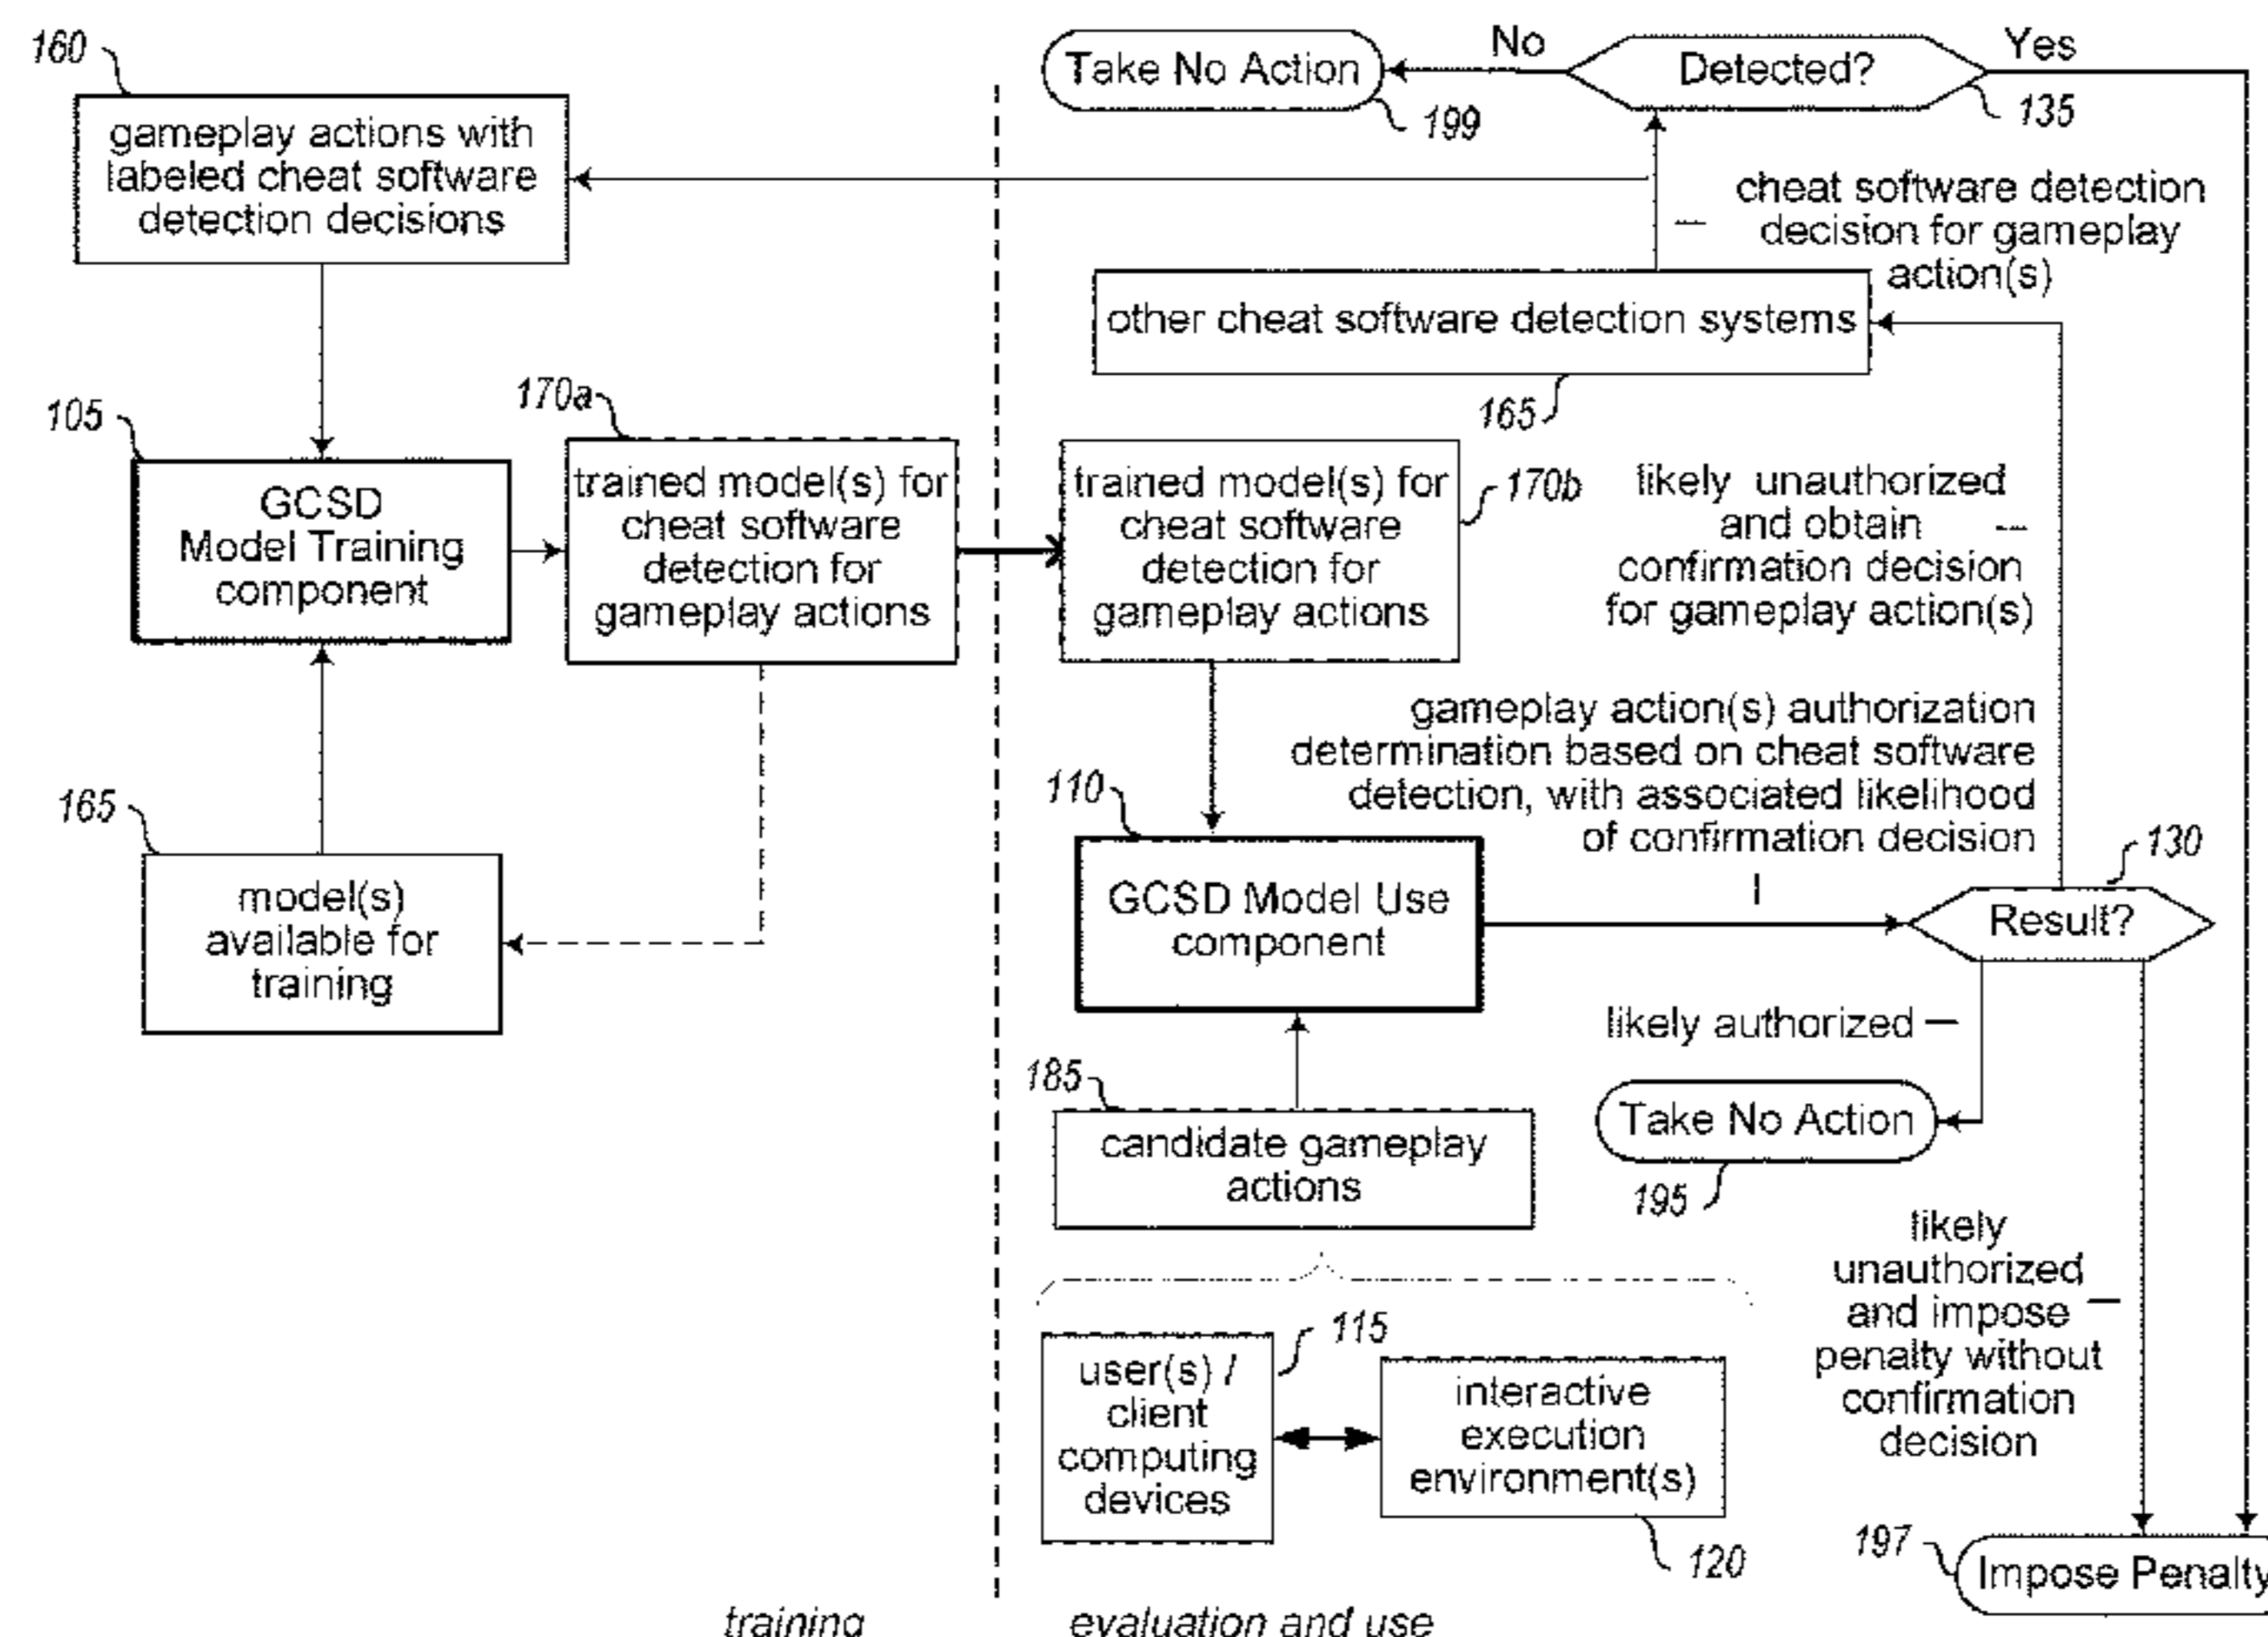 160
gameplay actions with
labeled cheat software
detection decisions
105
GCSD
Model Training
component
170a
trained model(s) for
cheat software
detection for
gameplay actions
165
model(s)
available for
training
Take No Action
199
No
Detected?
Yes
135
cheat software detection
decision for gameplay
action(s)
other cheat software detection systems
165
trained model(s) for
cheat software
detection for
gameplay actions
170b
likely unauthorized
and obtain
confirmation decision
for gameplay action(s)
gameplay action(s) authorization
determination based on cheat software
detection, with associated likelihood
of confirmation decision
110
GCSD Model Use
component
130
Result?
likely authorized
Take No Action
195
185
candidate gameplay
actions
likely
unauthorized
and impose
penalty without
confirmation
decision
115
user(s) /
client
computing
devices
interactive
execution
environment(s)
120
197
Impose Penalty
training
evaluation and use